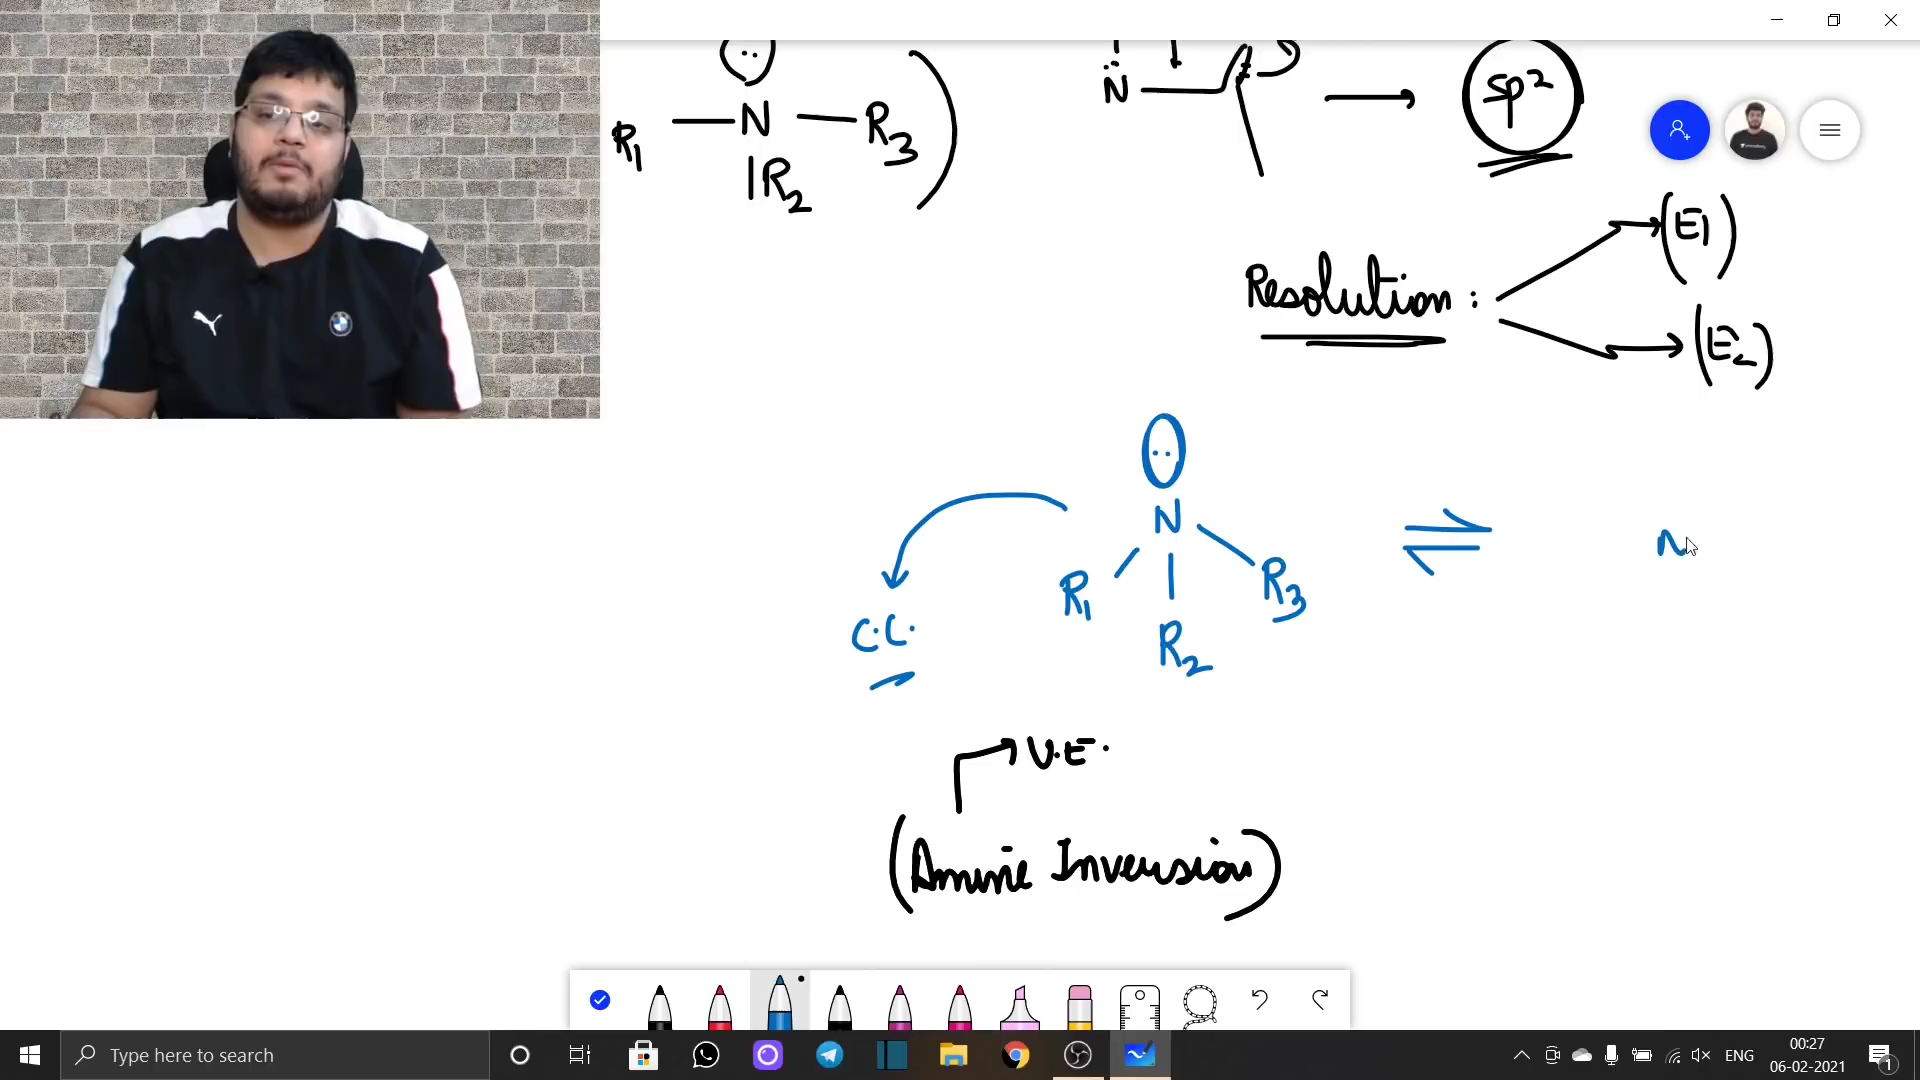 N
R1 N R3
R2
N
sp²
(E1)
Resolution :
(E2)
N
R1
R3
R2
C.C.
(Amine Inversion)
Type here to search
ENG
00:27
06-02-2021
1